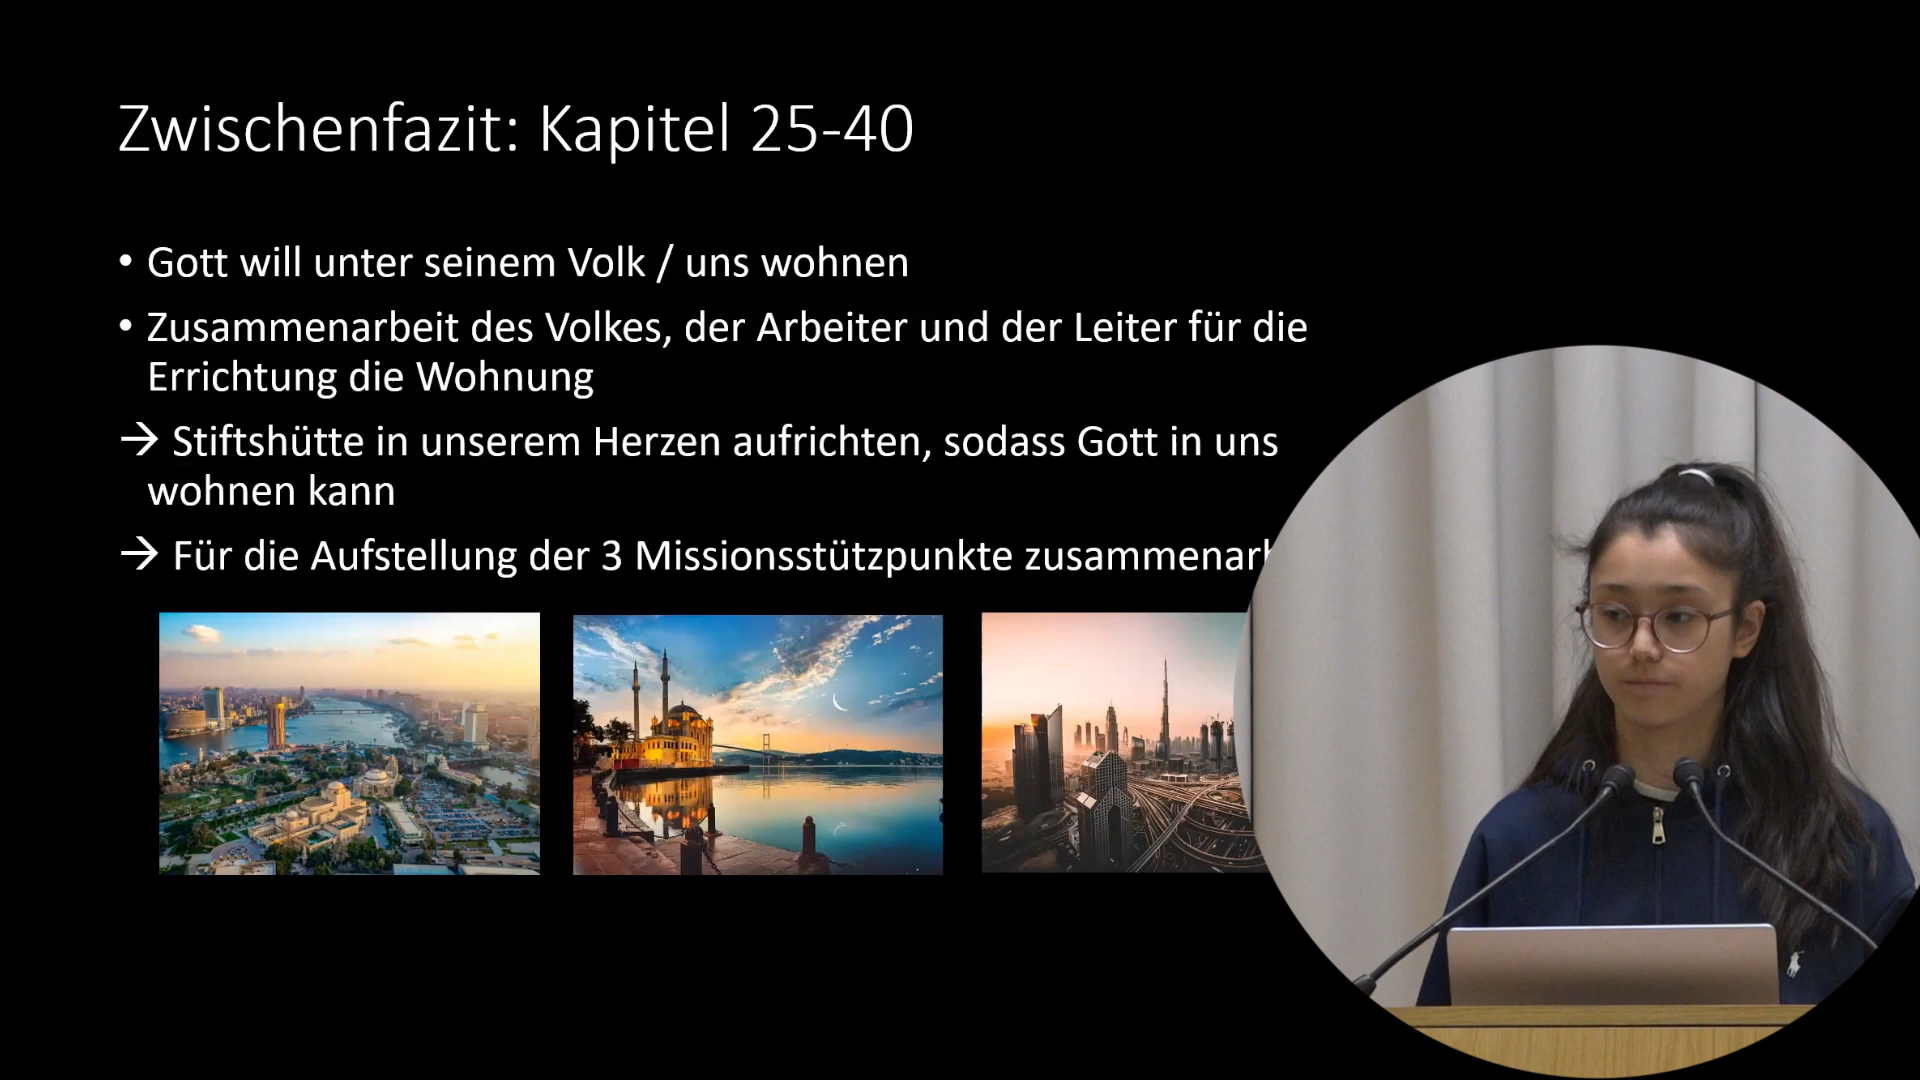 Zwischenfazit: Kapitel 25-40
• Gott will unter seinem Volk / uns wohnen
• Zusammenarbeit des Volkes, der Arbeiter und der Leiter für die
Errichtung die Wohnung
→ Stiftshütte in unserem Herzen aufrichten, sodass Gott in uns
wohnen kann
→ Für die Aufstellung der 3 Missionsstützpunkte